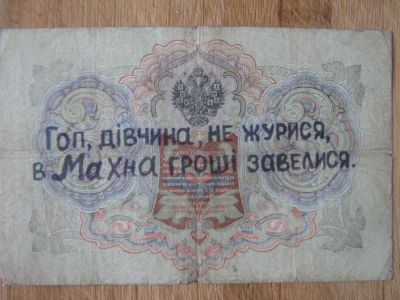 Гоп, дівчина, не журися,
в Махна гроші завелися.